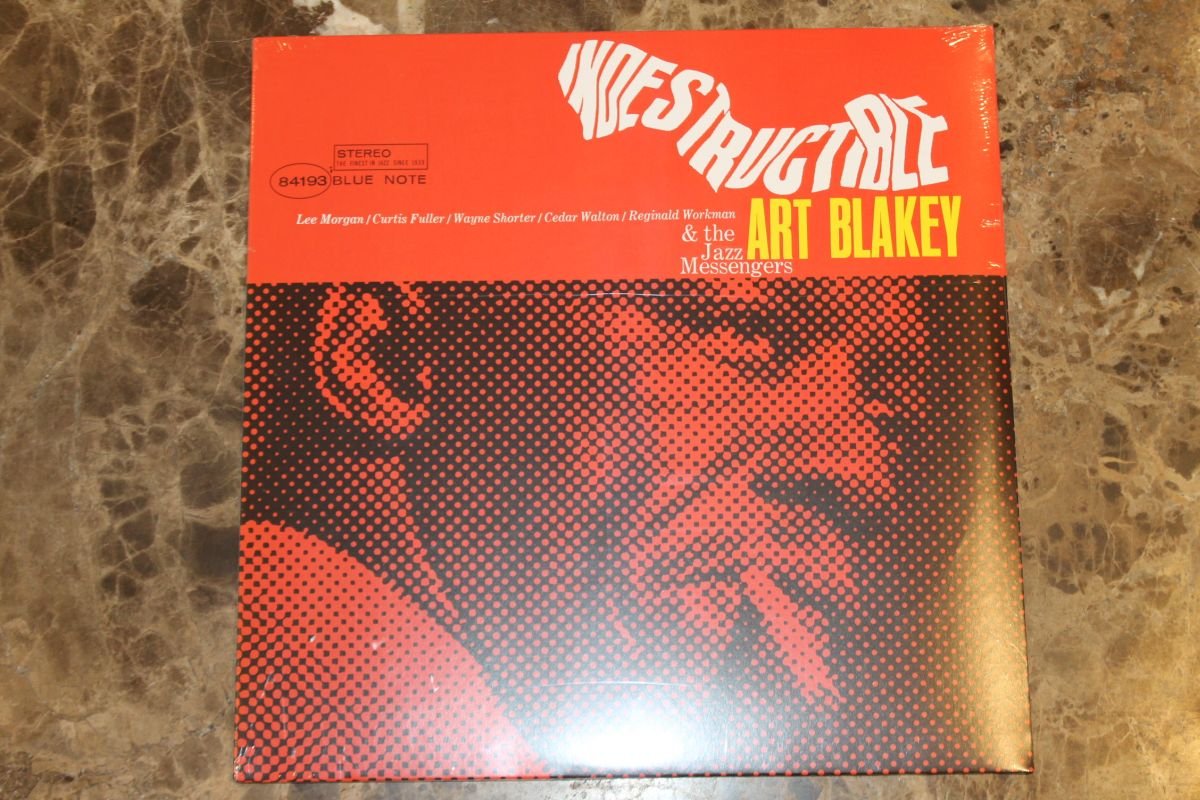 INDESTRUCTIBLE
STEREO
THE FINEST IN JAZZ SINCE 1939
84193 BLUE NOTE
Lee Morgan / Curtis Fuller / Wayne Shorter / Cedar Walton / Reginald Workman
ART BLAKEY
& the
Jazz
Messengers